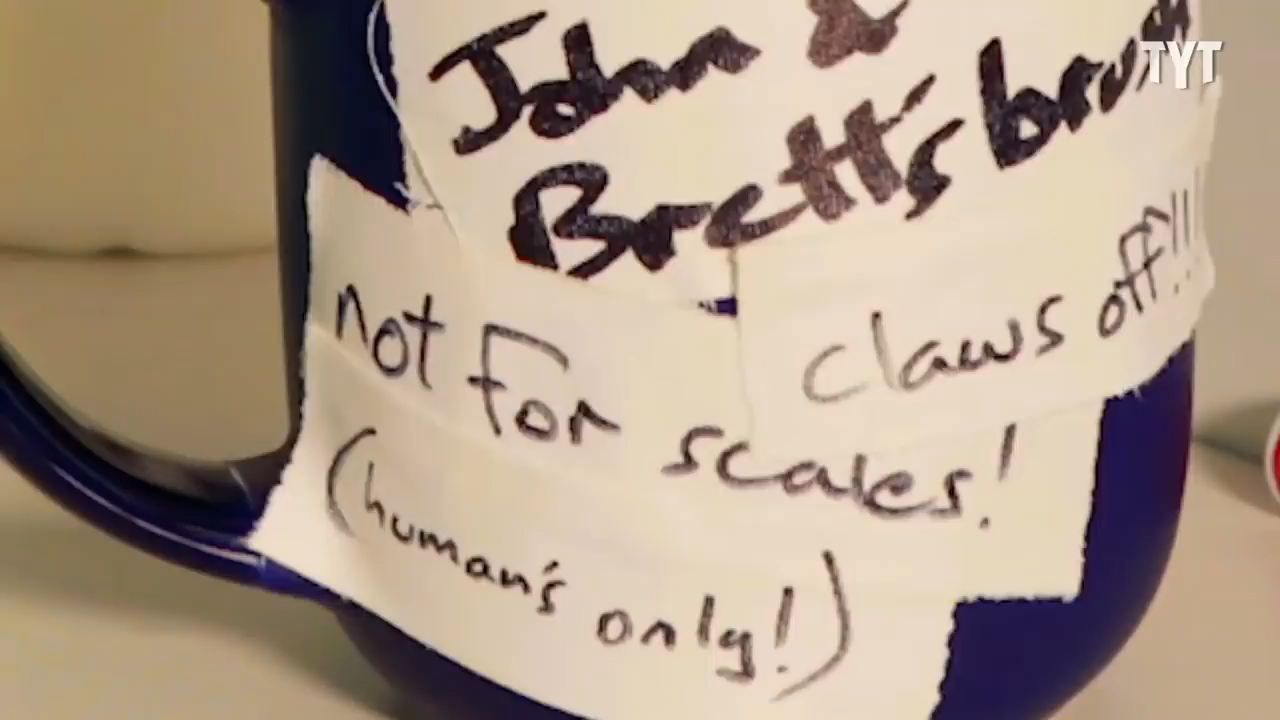 TYT
John &
Brett's brush
not For scales!
claws off!!!
(human's only!)